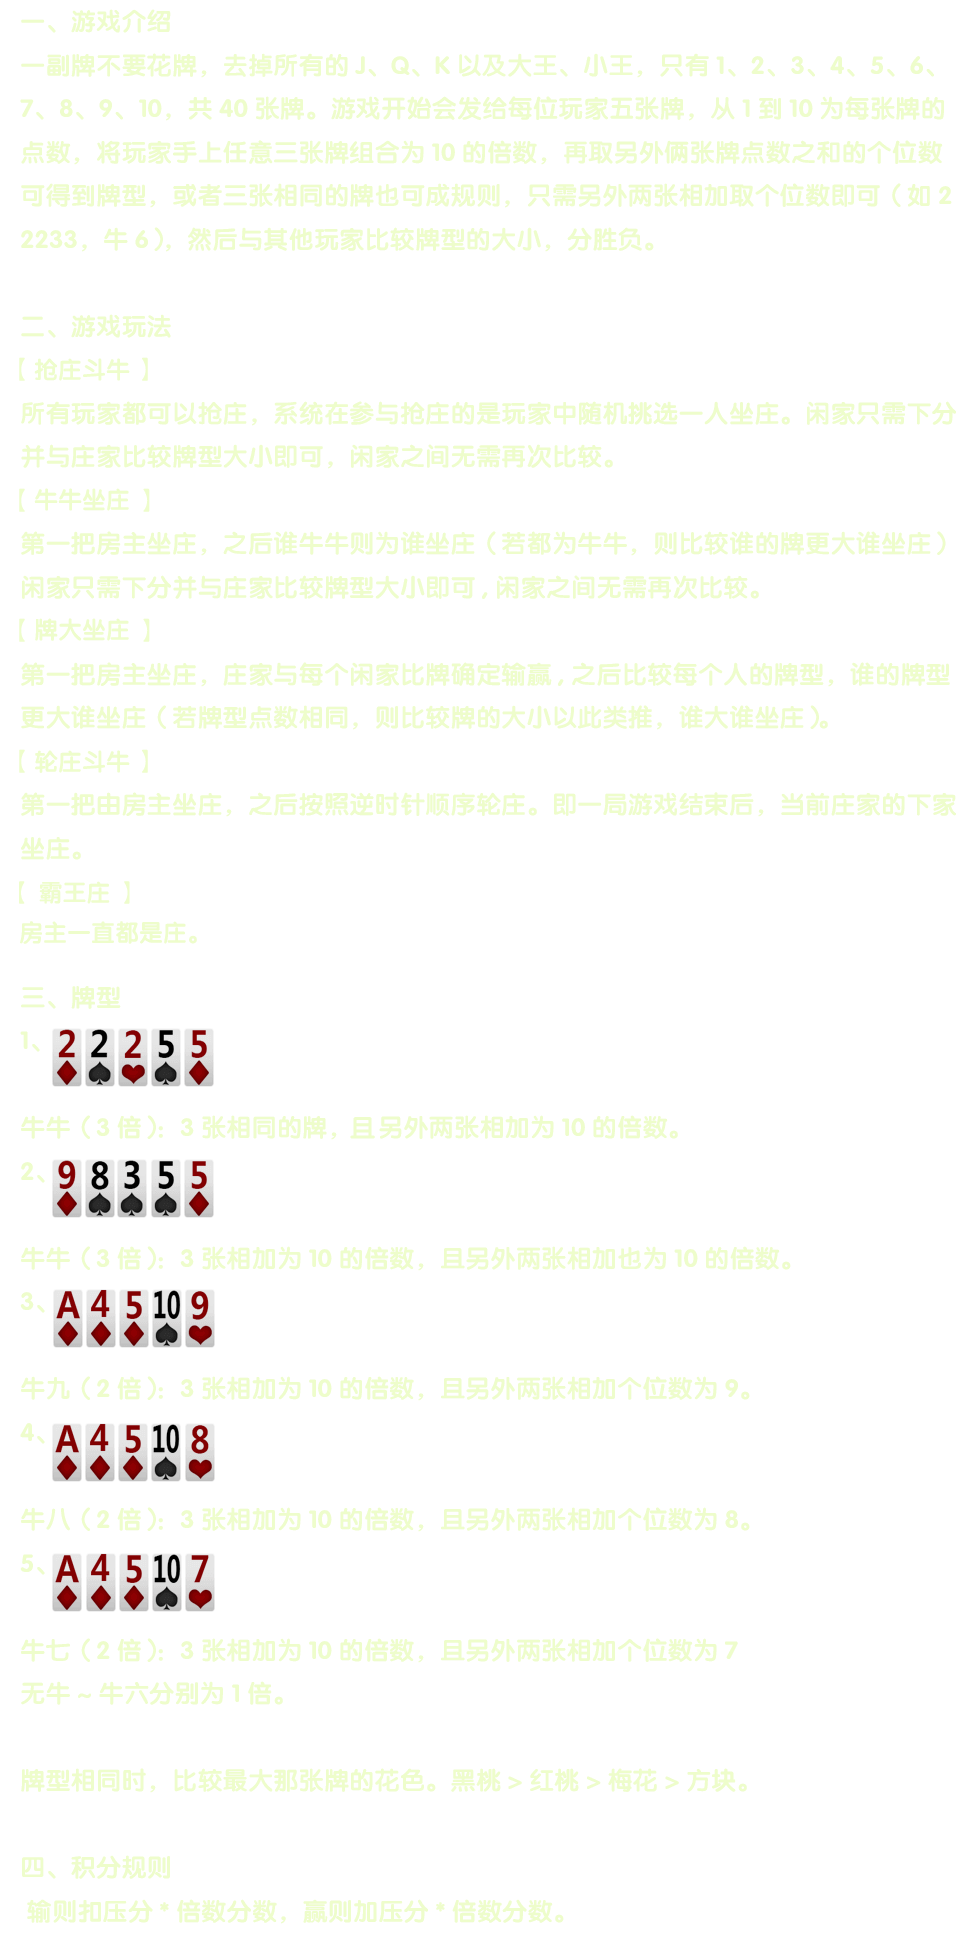 一、游戏介绍
一副牌不要花牌，去掉所有的 J、Q、K 以及大王、小王，只有 1、2、3、4、5、6、
7、8、9、10，共 40 张牌。游戏开始会发给每位玩家五张牌，从 1 到 10 为每张牌的
点数，将玩家手上任意三张牌组合为 10 的倍数，再取另外俩张牌点数之和的个位数
可得到牌型，或者三张相同的牌也可成规则，只需另外两张相加取个位数即可（如 2
2233，牛 6），然后与其他玩家比较牌型的大小，分胜负。
二、游戏玩法
【 抢庄斗牛 】
所有玩家都可以抢庄，系统在参与抢庄的是玩家中随机挑选一人坐庄。闲家只需下分
并与庄家比较牌型大小即可，闲家之间无需再次比较。
【 牛牛坐庄 】
第一把房主坐庄，之后谁牛牛则为谁坐庄（若都为牛牛，则比较谁的牌更大谁坐庄）
闲家只需下分并与庄家比较牌型大小即可 , 闲家之间无需再次比较。
【 牌大坐庄 】
第一把房主坐庄，庄家与每个闲家比牌确定输赢 , 之后比较每个人的牌型，谁的牌型
更大谁坐庄（若牌型点数相同，则比较牌的大小以此类推，谁大谁坐庄）。
【 轮庄斗牛 】
第一把由房主坐庄，之后按照逆时针顺序轮庄。即一局游戏结束后，当前庄家的下家
坐庄。
【 霸王庄 】
房主一直都是庄。
三、牌型
1、 2♦ 2♠ 2♥ 5♠ 5♦
牛牛（3 倍）：3 张相同的牌，且另外两张相加为 10 的倍数。
2、 9♦ 8♠ 3♠ 5♠ 5♦
牛牛（3 倍）：3 张相加为 10 的倍数，且另外两张相加也为 10 的倍数。
3、 A♦ 4♦ 5♦ 10♠ 9♥
牛九（2 倍）：3 张相加为 10 的倍数，且另外两张相加个位数为 9。
4、 A♦ 4♦ 5♦ 10♠ 8♥
牛八（2 倍）：3 张相加为 10 的倍数，且另外两张相加个位数为 8。
5、 A♦ 4♦ 5♦ 10♠ 7♥
牛七（2 倍）：3 张相加为 10 的倍数，且另外两张相加个位数为 7
无牛 ~ 牛六分别为 1 倍。
牌型相同时，比较最大那张牌的花色。黑桃 > 红桃 > 梅花 > 方块。
四、积分规则
输则扣压分 * 倍数分数，赢则加压分 * 倍数分数。